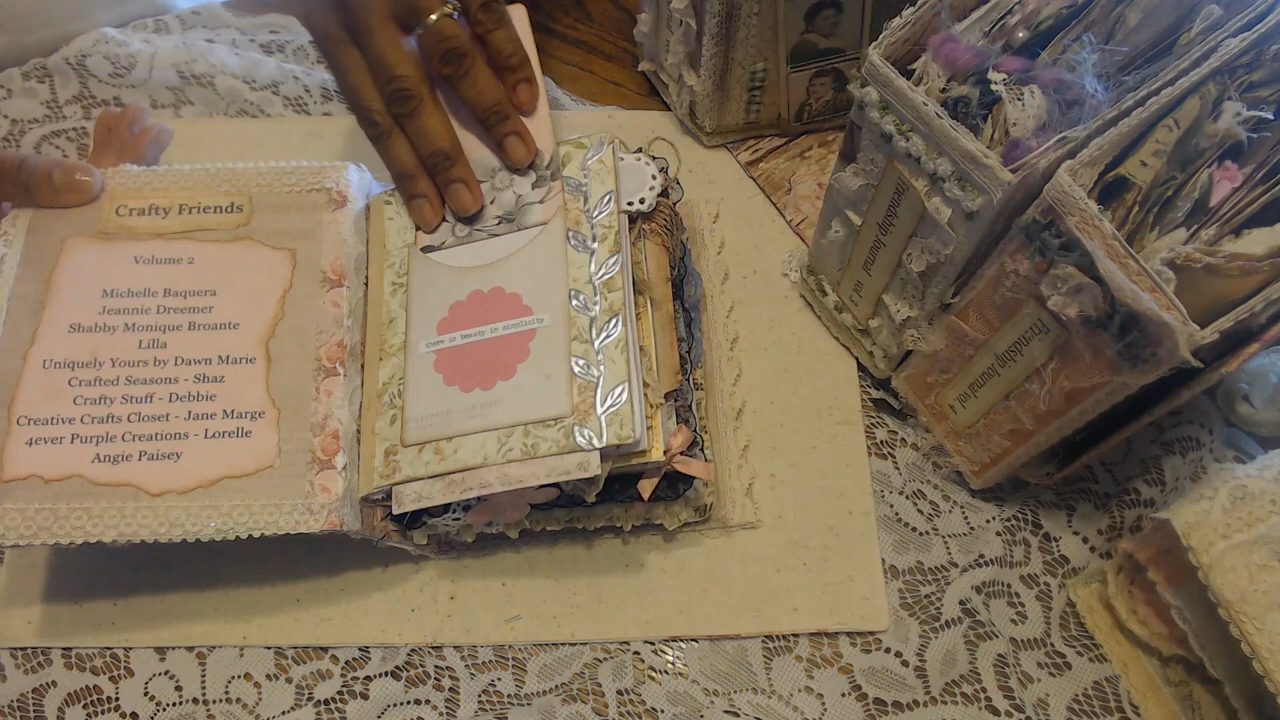 Crafty Friends
Volume 2
Michelle Baquera
Jeannie Dreemer
Shabby Monique Broante
Lilla
Uniquely Yours by Dawn Marie
Crafted Seasons - Shaz
Crafty Stuff - Debbie
Creative Crafts Closet - Jane Marge
4ever Purple Creations - Lorelle
Angie Paisey
there is beauty in simplicity
Friendship Journal vol. 3
Friendship Journal vol. 4